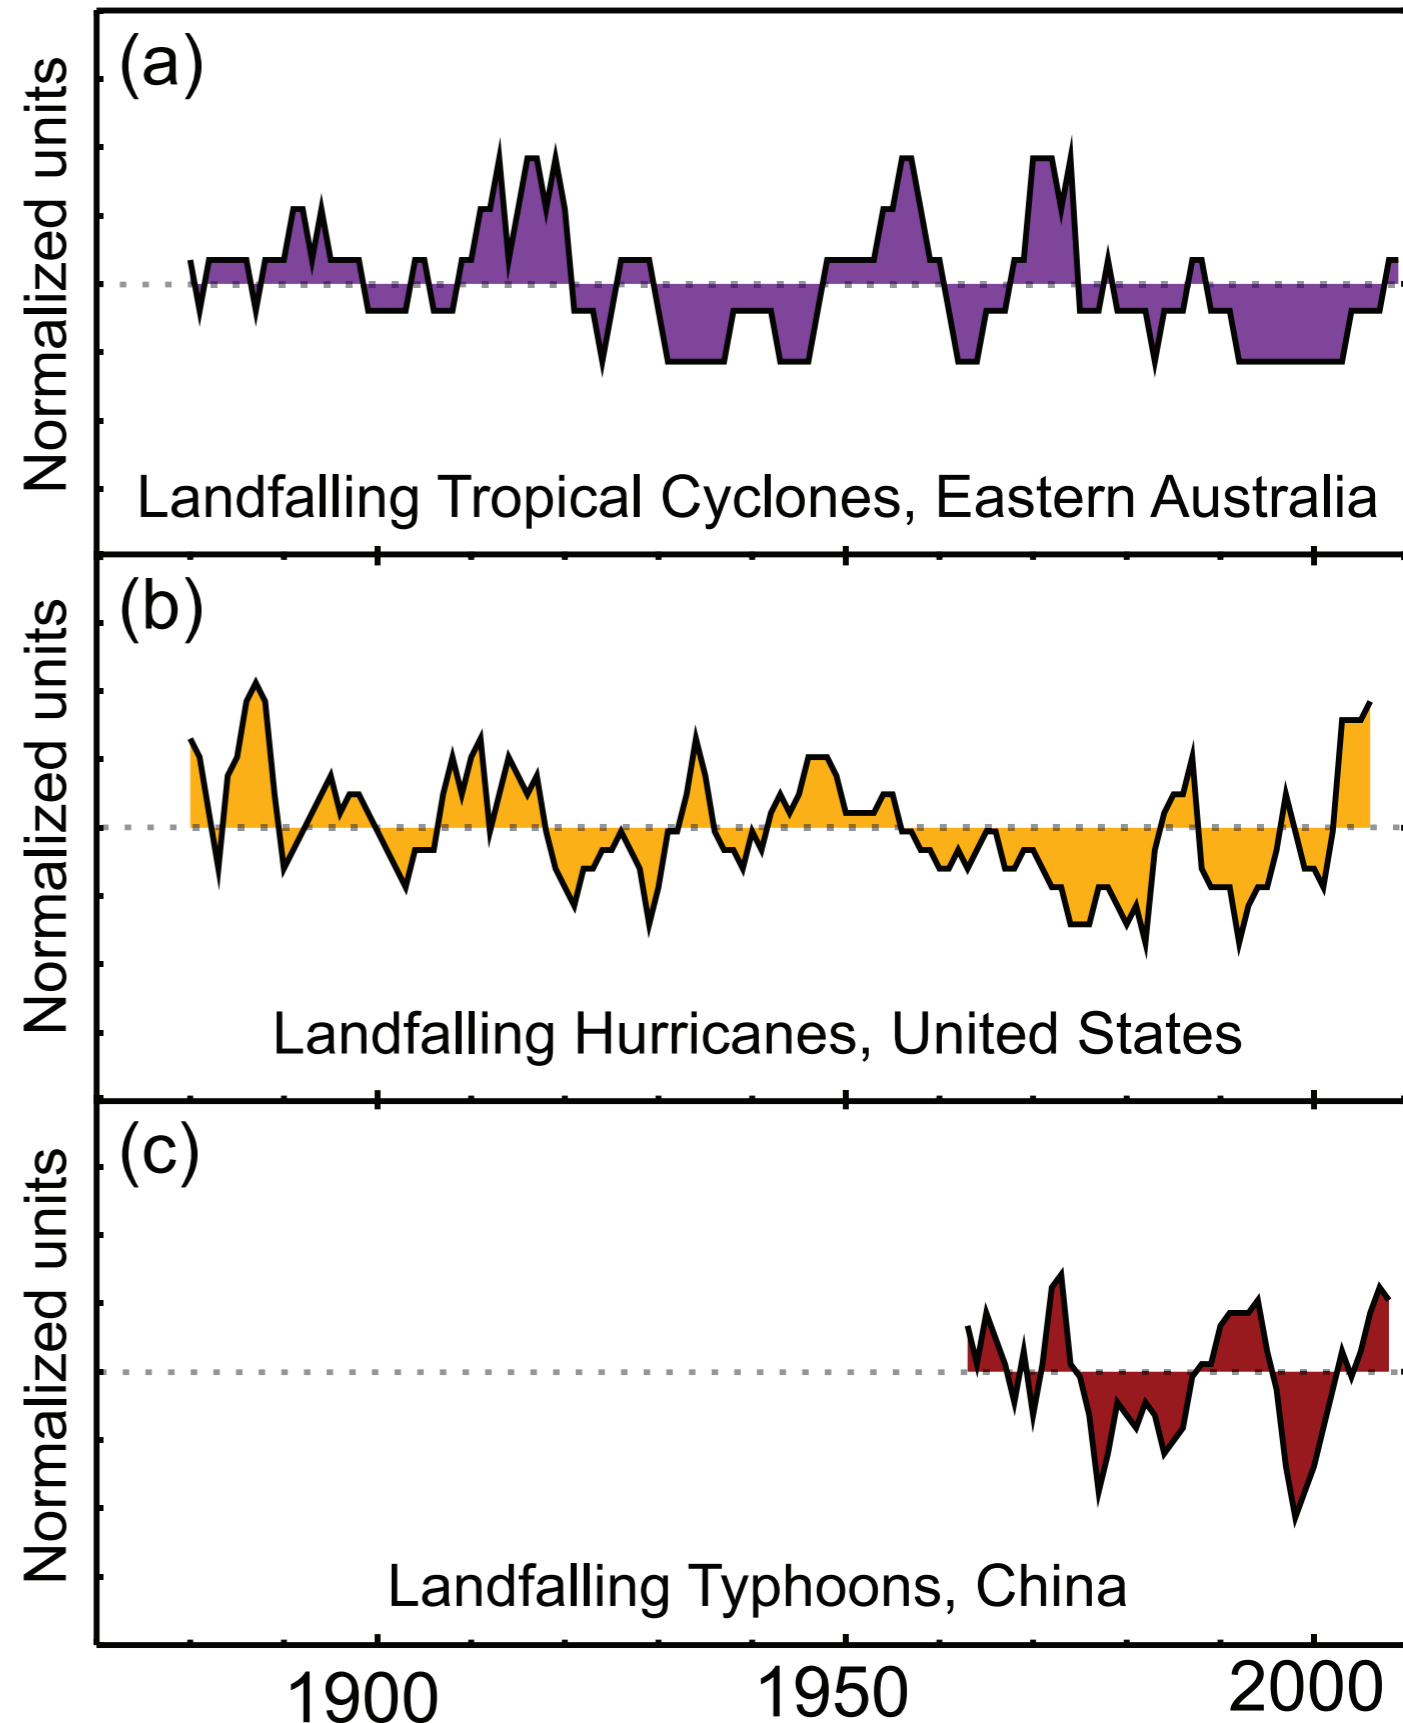 (a)
Normalized units
Landfalling Tropical Cyclones, Eastern Australia
(b)
Normalized units
Landfalling Hurricanes, United States
(c)
Normalized units
Landfalling Typhoons, China
1900 1950 2000